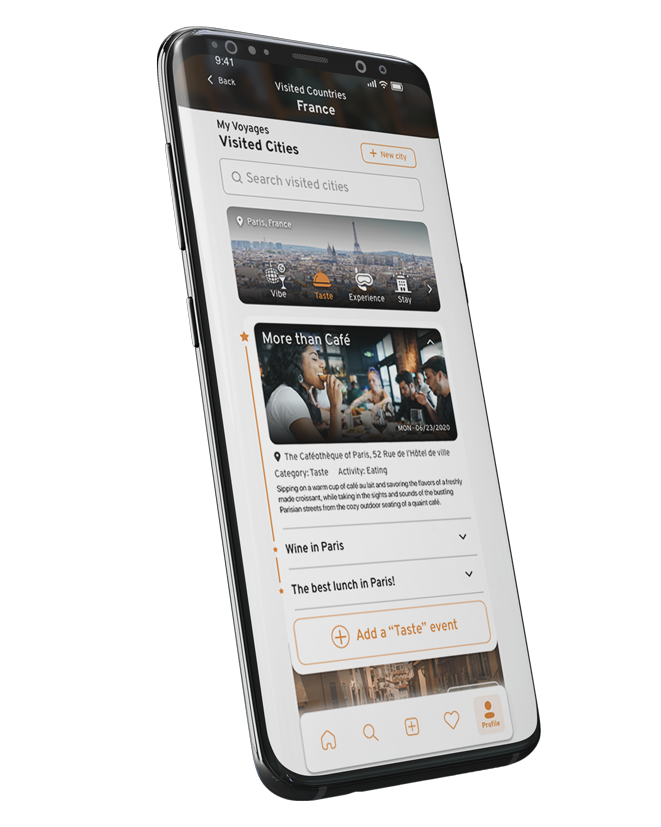 9:41
Back
Visited Countries
France
My Voyages
Visited Cities
+ New city
Search visited cities
Paris, France
Vibe
Taste
Experience
Stay
More than Café
MON - 06/23/2020
The Caféothèque of Paris, 52 Rue de l'Hôtel de ville
Category: Taste Activity: Eating
Sipping on a warm cup of café au lait and savoring the flavors of a freshly
made croissant, while taking in the sights and sounds of the bustling
Parisian streets from the cozy outdoor seating of a quaint café.
Wine in Paris
The best lunch in Paris!
Add a “Taste” event
Profile